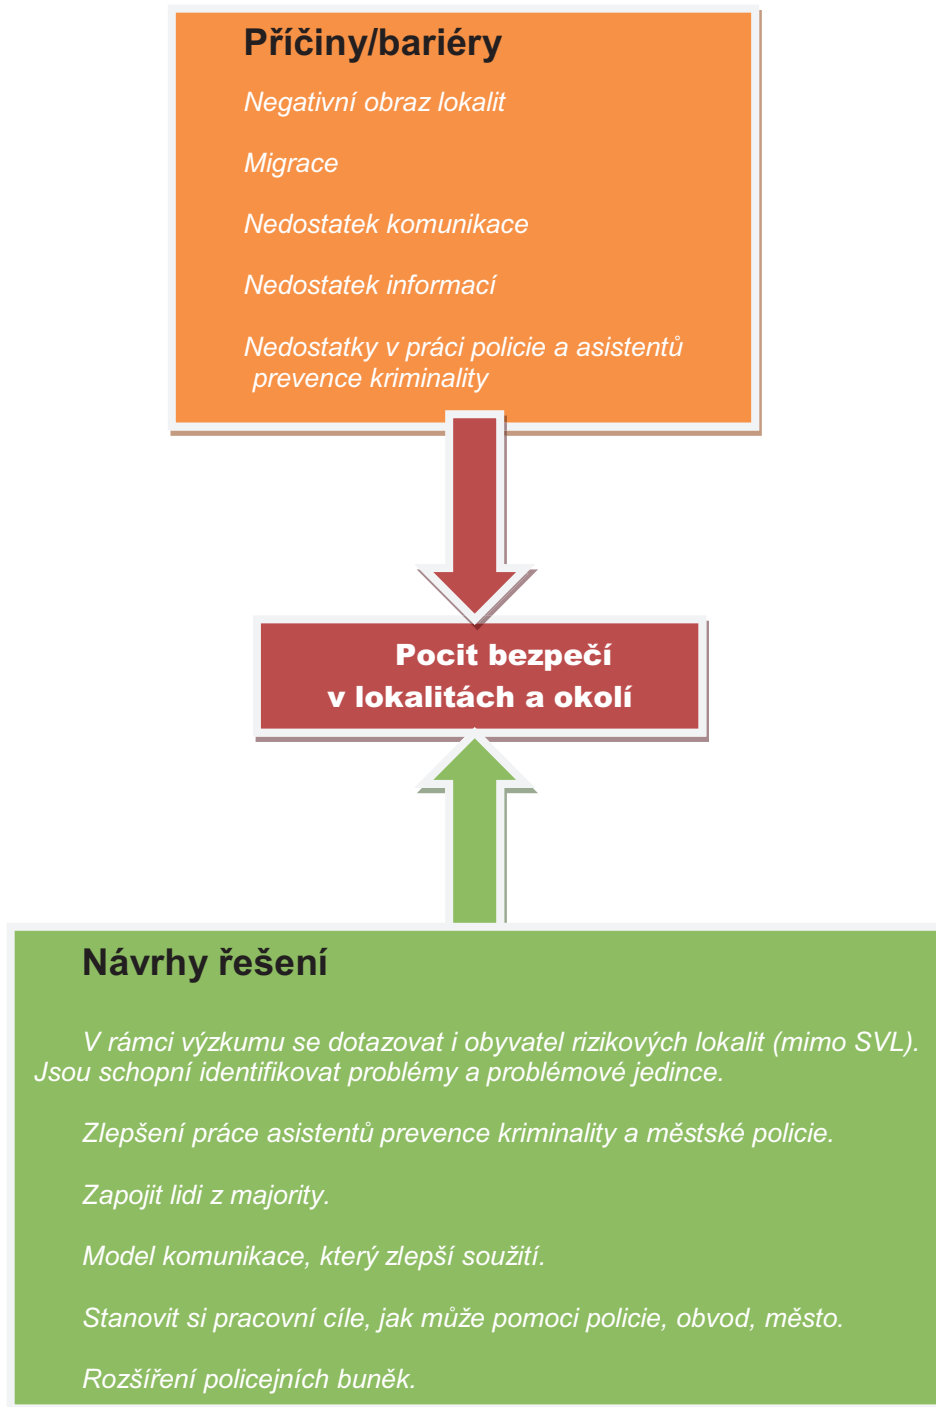 Příčiny/bariéry
Negativní obraz lokalit
Migrace
Nedostatek komunikace
Nedostatek informací
Nedostatky v práci policie a asistentů
prevence kriminality
Pocit bezpečí
v lokalitách a okolí
Návrhy řešení
V rámci výzkumu se dotazovat i obyvatel rizikových lokalit (mimo SVL).
Jsou schopní identifikovat problémy a problémové jedince.
Zlepšení práce asistentů prevence kriminality a městské policie.
Zapojit lidi z majority.
Model komunikace, který zlepší soužití.
Stanovit si pracovní cíle, jak může pomoci policie, obvod, město.
Rozšíření policejních buněk.